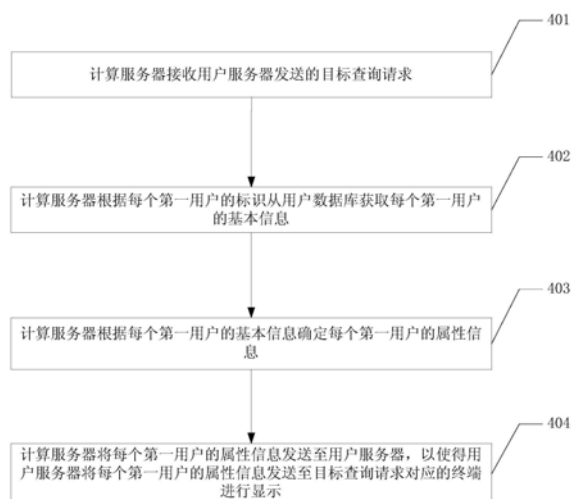 401
计算服务器接收用户服务器发送的目标查询请求
402
计算服务器根据每个第一用户的标识从用户数据库获取每个第一用户
的基本信息
403
计算服务器根据每个第一用户的基本信息确定每个第一用户的属性信
息
404
计算服务器将每个第一用户的属性信息发送至用户服务器，以使得用
户服务器将每个第一用户的属性信息发送至目标查询请求对应的终端
进行显示